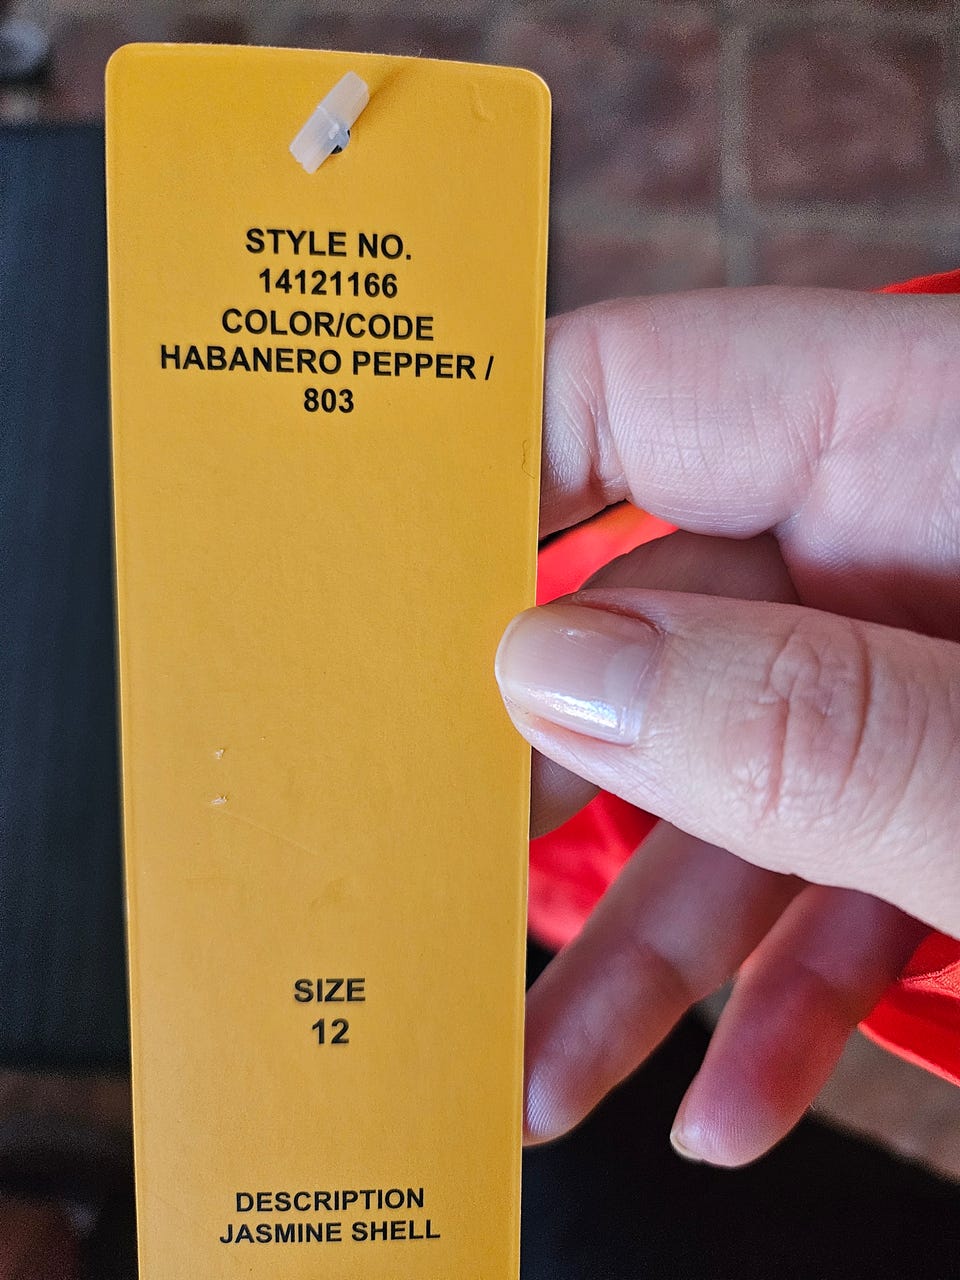 STYLE NO.
14121166
COLOR/CODE
HABANERO PEPPER /
803
SIZE
12
DESCRIPTION
JASMINE SHELL